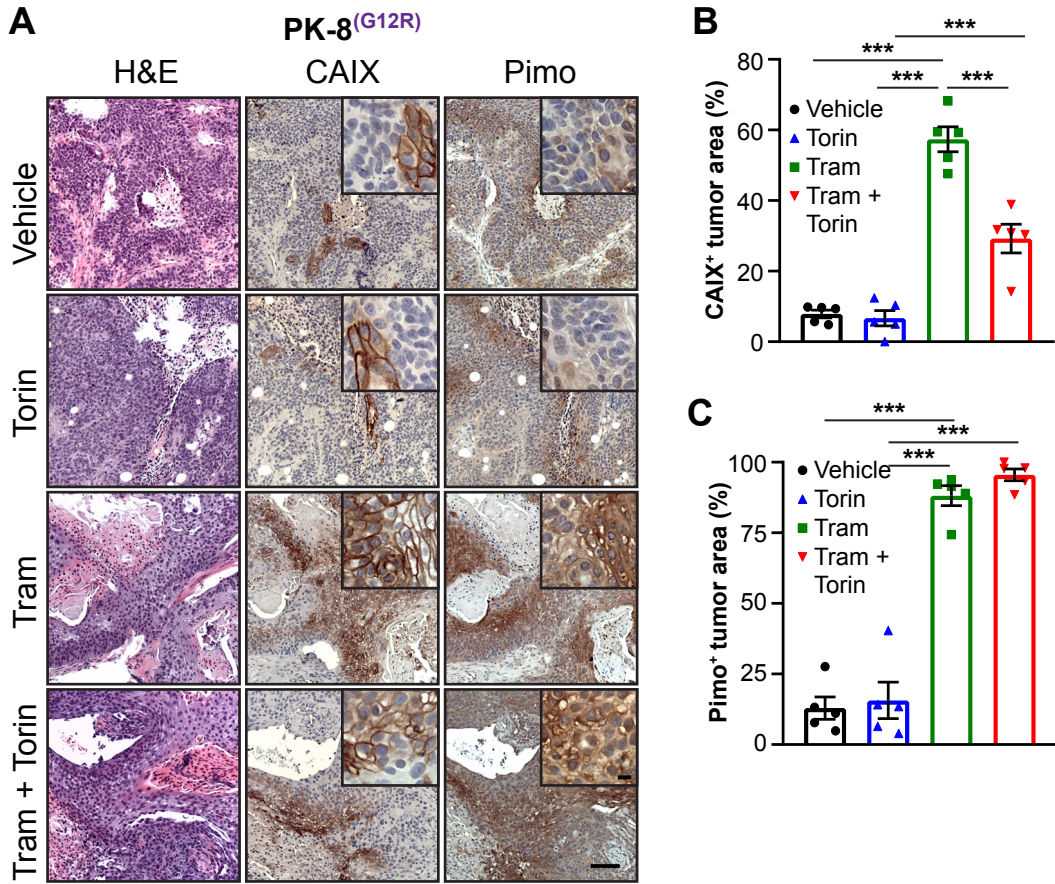 A
PK-8(G12R)
H&E
CAIX
Pimo
Vehicle
Torin
Tram
Tram + Torin
B
***
***
***
***
CAIX+ tumor area (%)
80
60
40
20
0
Vehicle
Torin
Tram
Tram +
Torin
C
***
***
***
Pimo+ tumor area (%)
100
75
50
25
0
Vehicle
Torin
Tram
Tram +
Torin